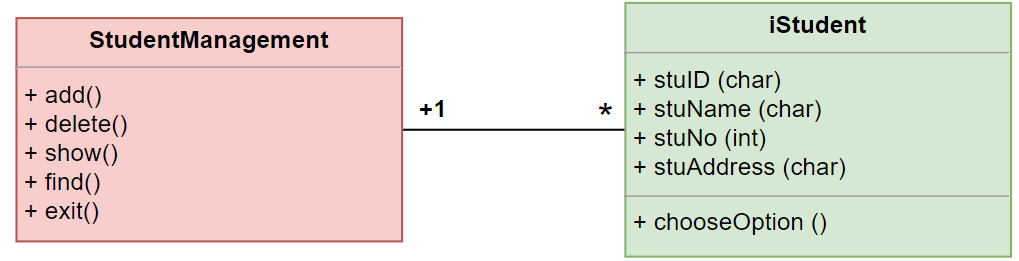 StudentManagement
+ add()
+ delete()
+ show()
+ find()
+ exit()
+1
*
iStudent
+ stuID (char)
+ stuName (char)
+ stuNo (int)
+ stuAddress (char)
+ chooseOption ()